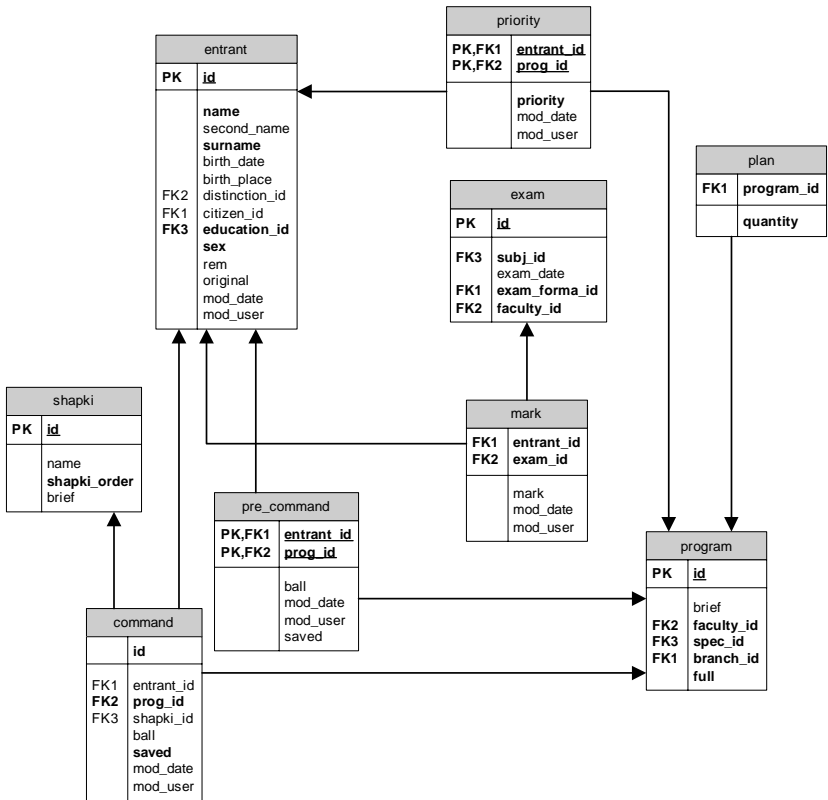 priority
PK,FK1 entrant_id
PK,FK2 prog_id
priority
mod_date
mod_user
entrant
PK id
name
second_name
surname
birth_date
birth_place
FK2 distinction_id
FK1 citizen_id
FK3 education_id
sex
rem
original
mod_date
mod_user
plan
FK1 program_id
quantity
exam
PK id
FK3 subj_id
exam_date
FK1 exam_forma_id
FK2 faculty_id
shapki
PK id
name
shapki_order
brief
mark
FK1 entrant_id
FK2 exam_id
mark
mod_date
mod_user
pre_command
PK,FK1 entrant_id
PK,FK2 prog_id
ball
mod_date
mod_user
saved
program
PK id
brief
FK2 faculty_id
FK3 spec_id
FK1 branch_id
full
command
id
FK1 entrant_id
FK2 prog_id
FK3 shapki_id
ball
saved
mod_date
mod_user